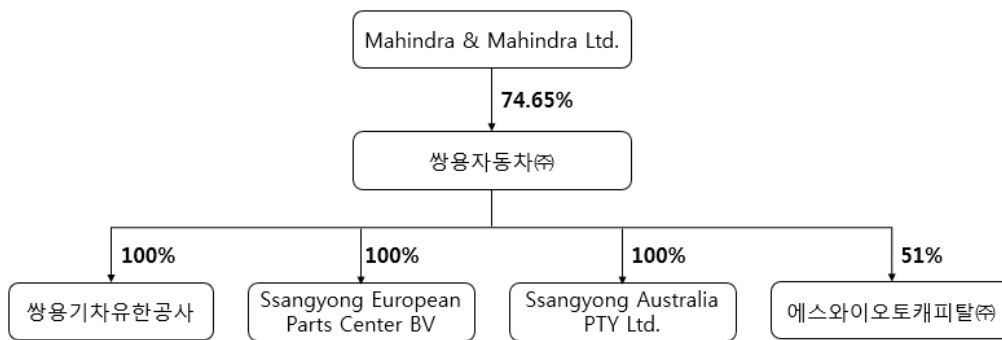 Mahindra & Mahindra Ltd.
74.65%
쌍용자동차㈜
100%
100%
100%
51%
쌍용기차유한공사
Ssangyong European
Parts Center BV
Ssangyong Australia
PTY Ltd.
에스와이오토캐피탈㈜